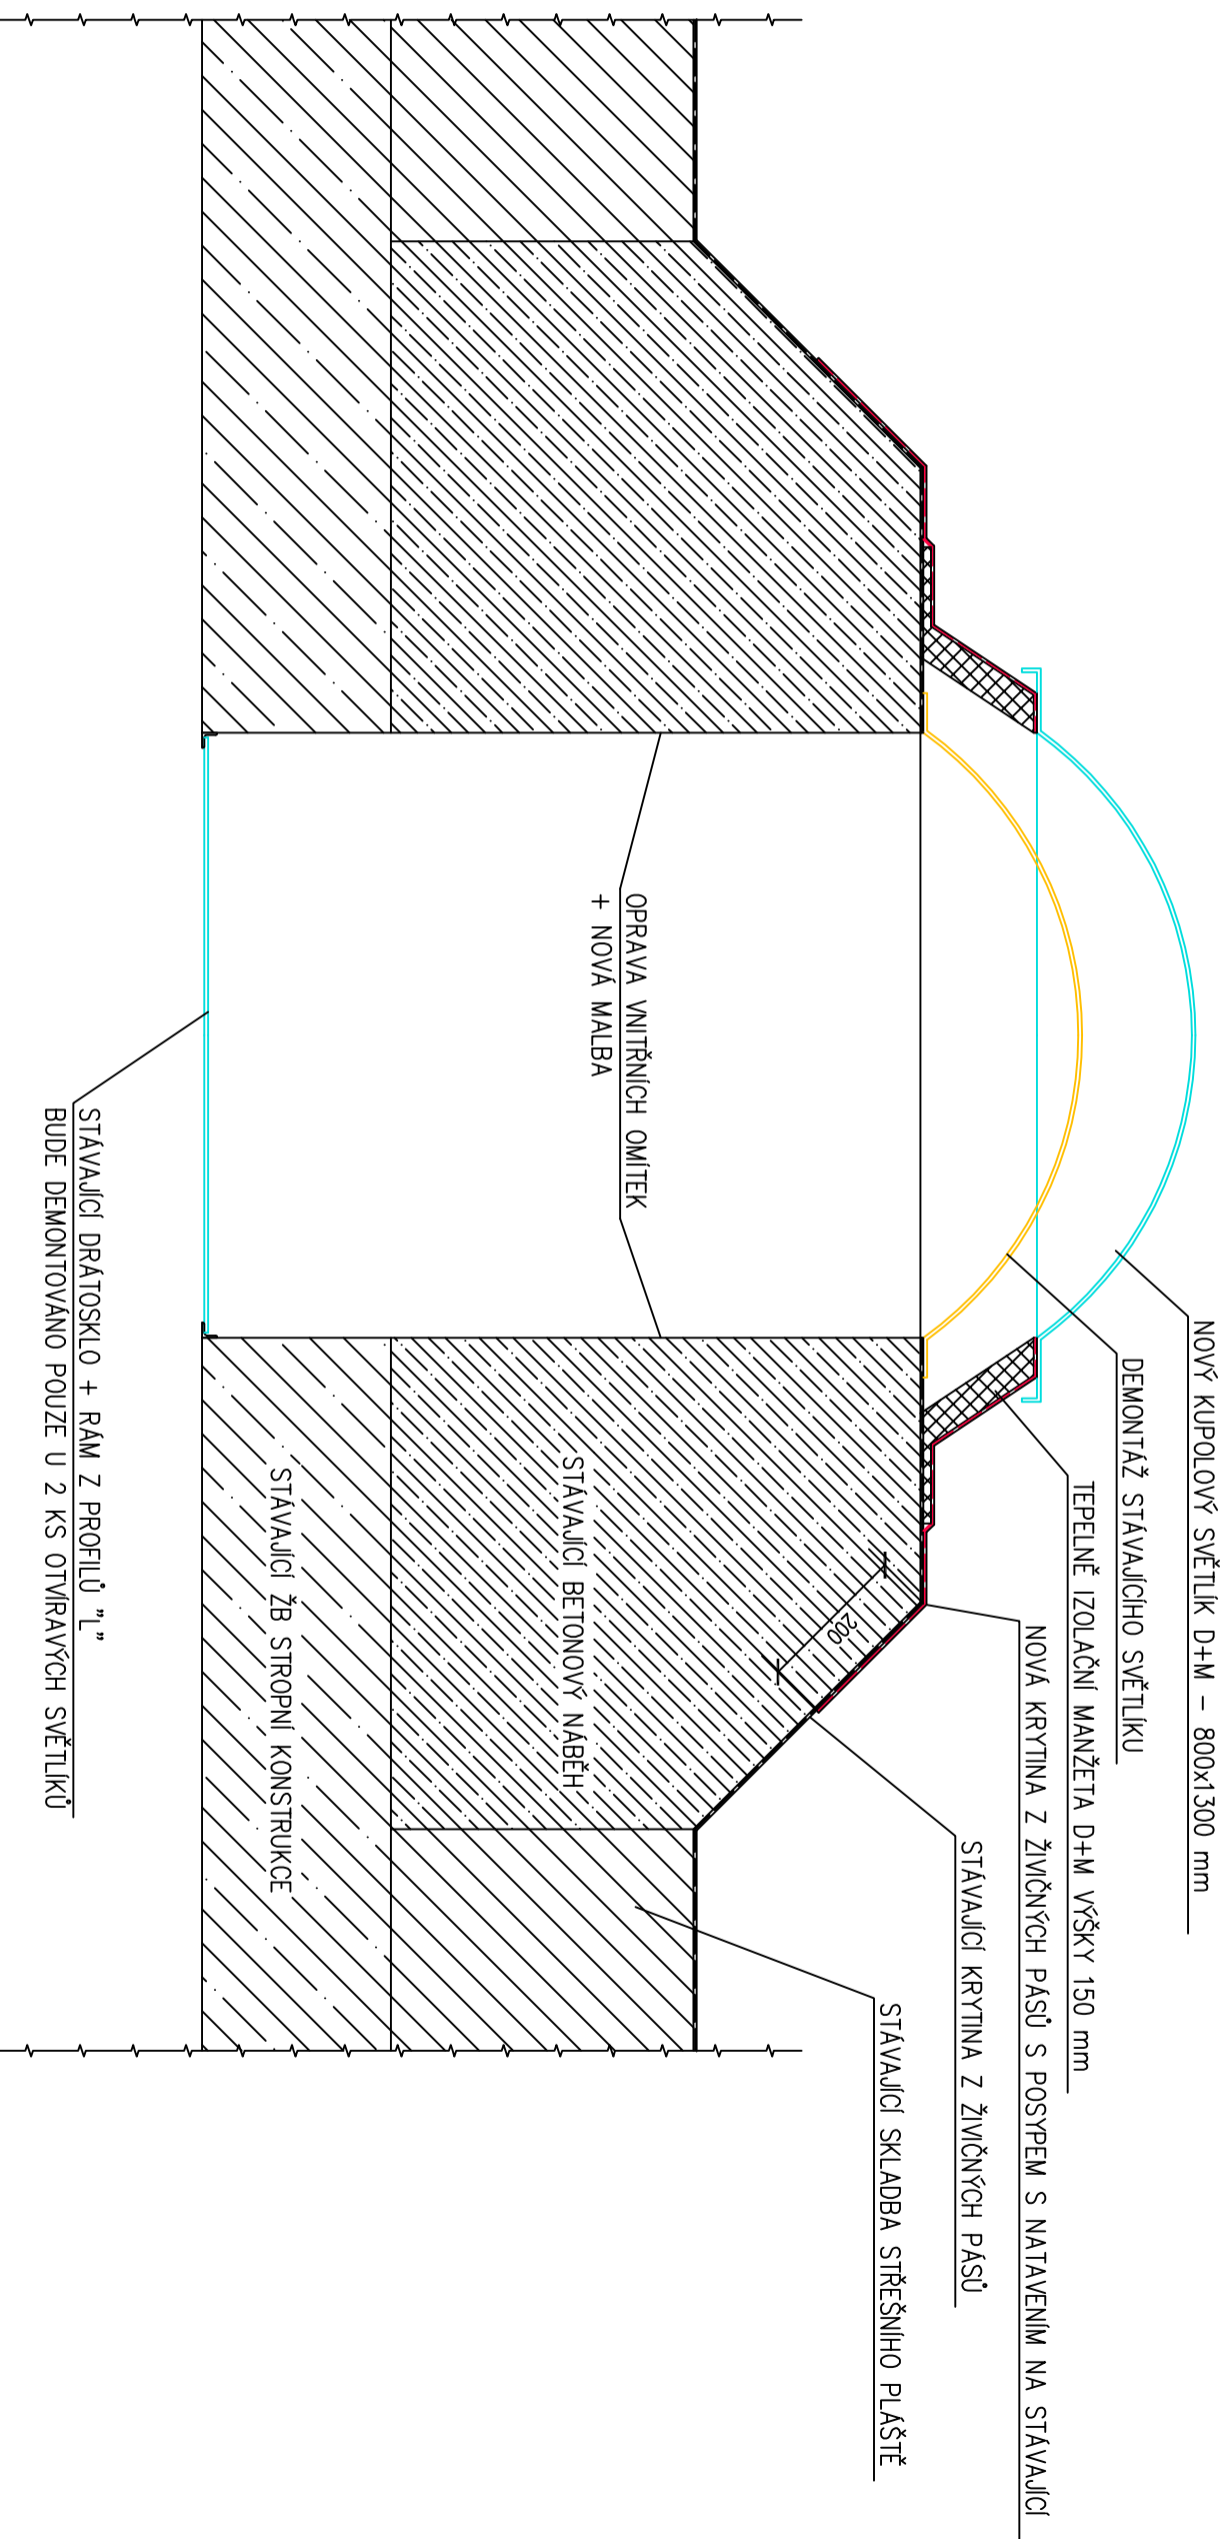 NOVÝ KUPOLOVÝ SVĚTLÍK D+M – 800x1300 mm
DEMONTÁŽ STÁVAJÍCÍHO SVĚTLÍKU
TEPELNĚ IZOLAČNÍ MANŽETA D+M VÝŠKY 150 mm
NOVÁ KRYTINA Z ŽIVIČNÝCH PÁSŮ S POSYPEM S NATAVENÍM NA STÁVAJÍCÍ
STÁVAJÍCÍ KRYTINA Z ŽIVIČNÝCH PÁSŮ
STÁVAJÍCÍ SKLADBA STŘEŠNÍHO PLÁŠTĚ
200
OPRAVA VNITŘNÍCH OMÍTEK
+ NOVÁ MALBA
STÁVAJÍCÍ BETONOVÝ NÁBĚH
STÁVAJÍCÍ ŽB STROPNÍ KONSTRUKCE
STÁVAJÍCÍ DRÁTOSKLO + RÁM Z PROFILŮ "L"
BUDE DEMONTOVÁNO POUZE U 2 KS OTVÍRAVÝCH SVĚTLÍKŮ